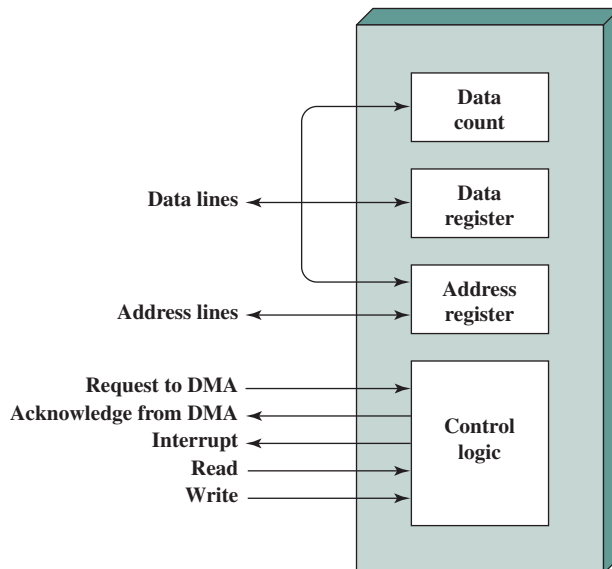 Data
count
Data lines
Data
register
Address
register
Address lines
Request to DMA
Acknowledge from DMA
Interrupt
Read
Write
Control
logic